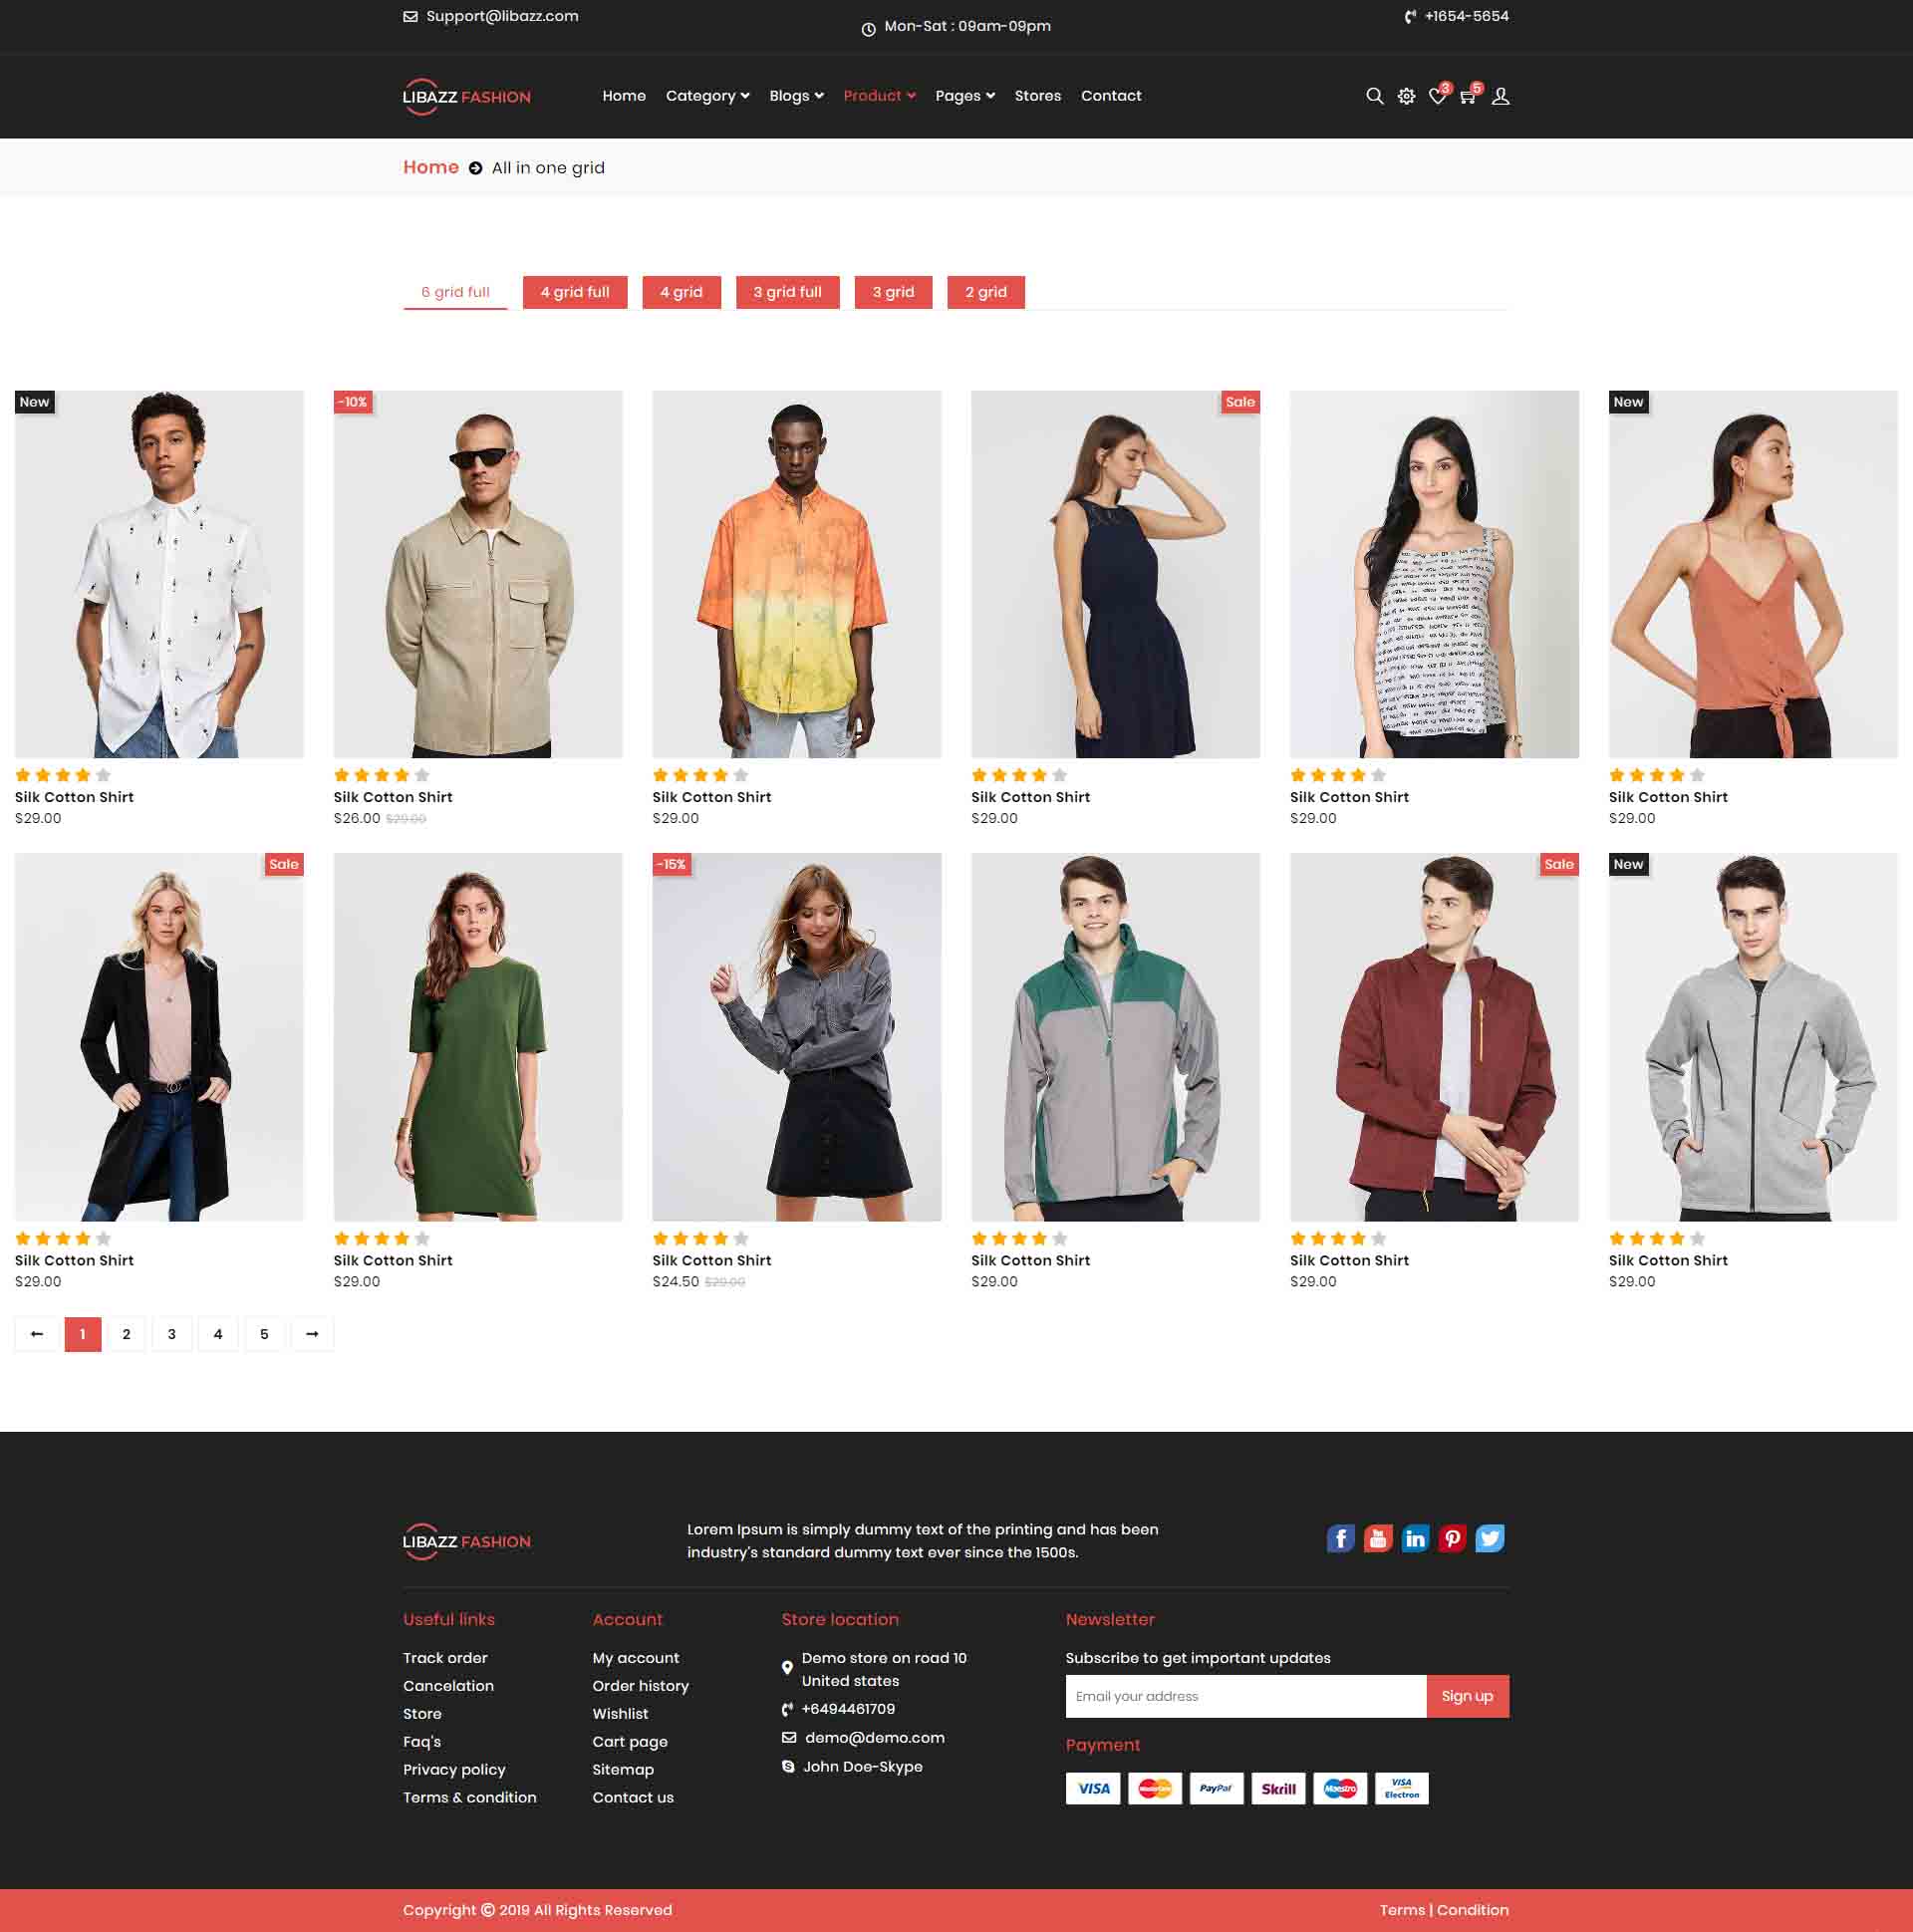 Support@libazz.com
Mon-Sat : 09am-09pm
+1654-5654
LIBAZZ FASHION
Home Category Blogs Product Pages Stores Contact
3 5
Home All in one grid
6 grid full 4 grid full 4 grid 3 grid full 3 grid 2 grid
New -10% Sale New
Silk Cotton Shirt Silk Cotton Shirt Silk Cotton Shirt Silk Cotton Shirt Silk Cotton Shirt Silk Cotton Shirt
$29.00 $26.00 $29.00 $29.00 $29.00 $29.00 $29.00
Sale -15% Sale New
Silk Cotton Shirt Silk Cotton Shirt Silk Cotton Shirt Silk Cotton Shirt Silk Cotton Shirt Silk Cotton Shirt
$29.00 $29.00 $24.50 $29.00 $29.00 $29.00 $29.00
1 2 3 4 5
LIBAZZ FASHION
Lorem Ipsum is simply dummy text of the printing and has been
industry's standard dummy text ever since the 1500s.
f You Tube in
Useful links
Track order
Cancelation
Store
Faq's
Privacy policy
Terms & condition
Account
My account
Order history
Wishlist
Cart page
Sitemap
Contact us
Store location
Demo store on road 10
United states
+6494461709
demo@demo.com
John Doe-Skype
Newsletter
Subscribe to get important updates
Email your address Sign up
Payment
VISA MasterCard PayPal Skrill Maestro VISA Electron
Copyright © 2019 All Rights Reserved
Terms | Condition